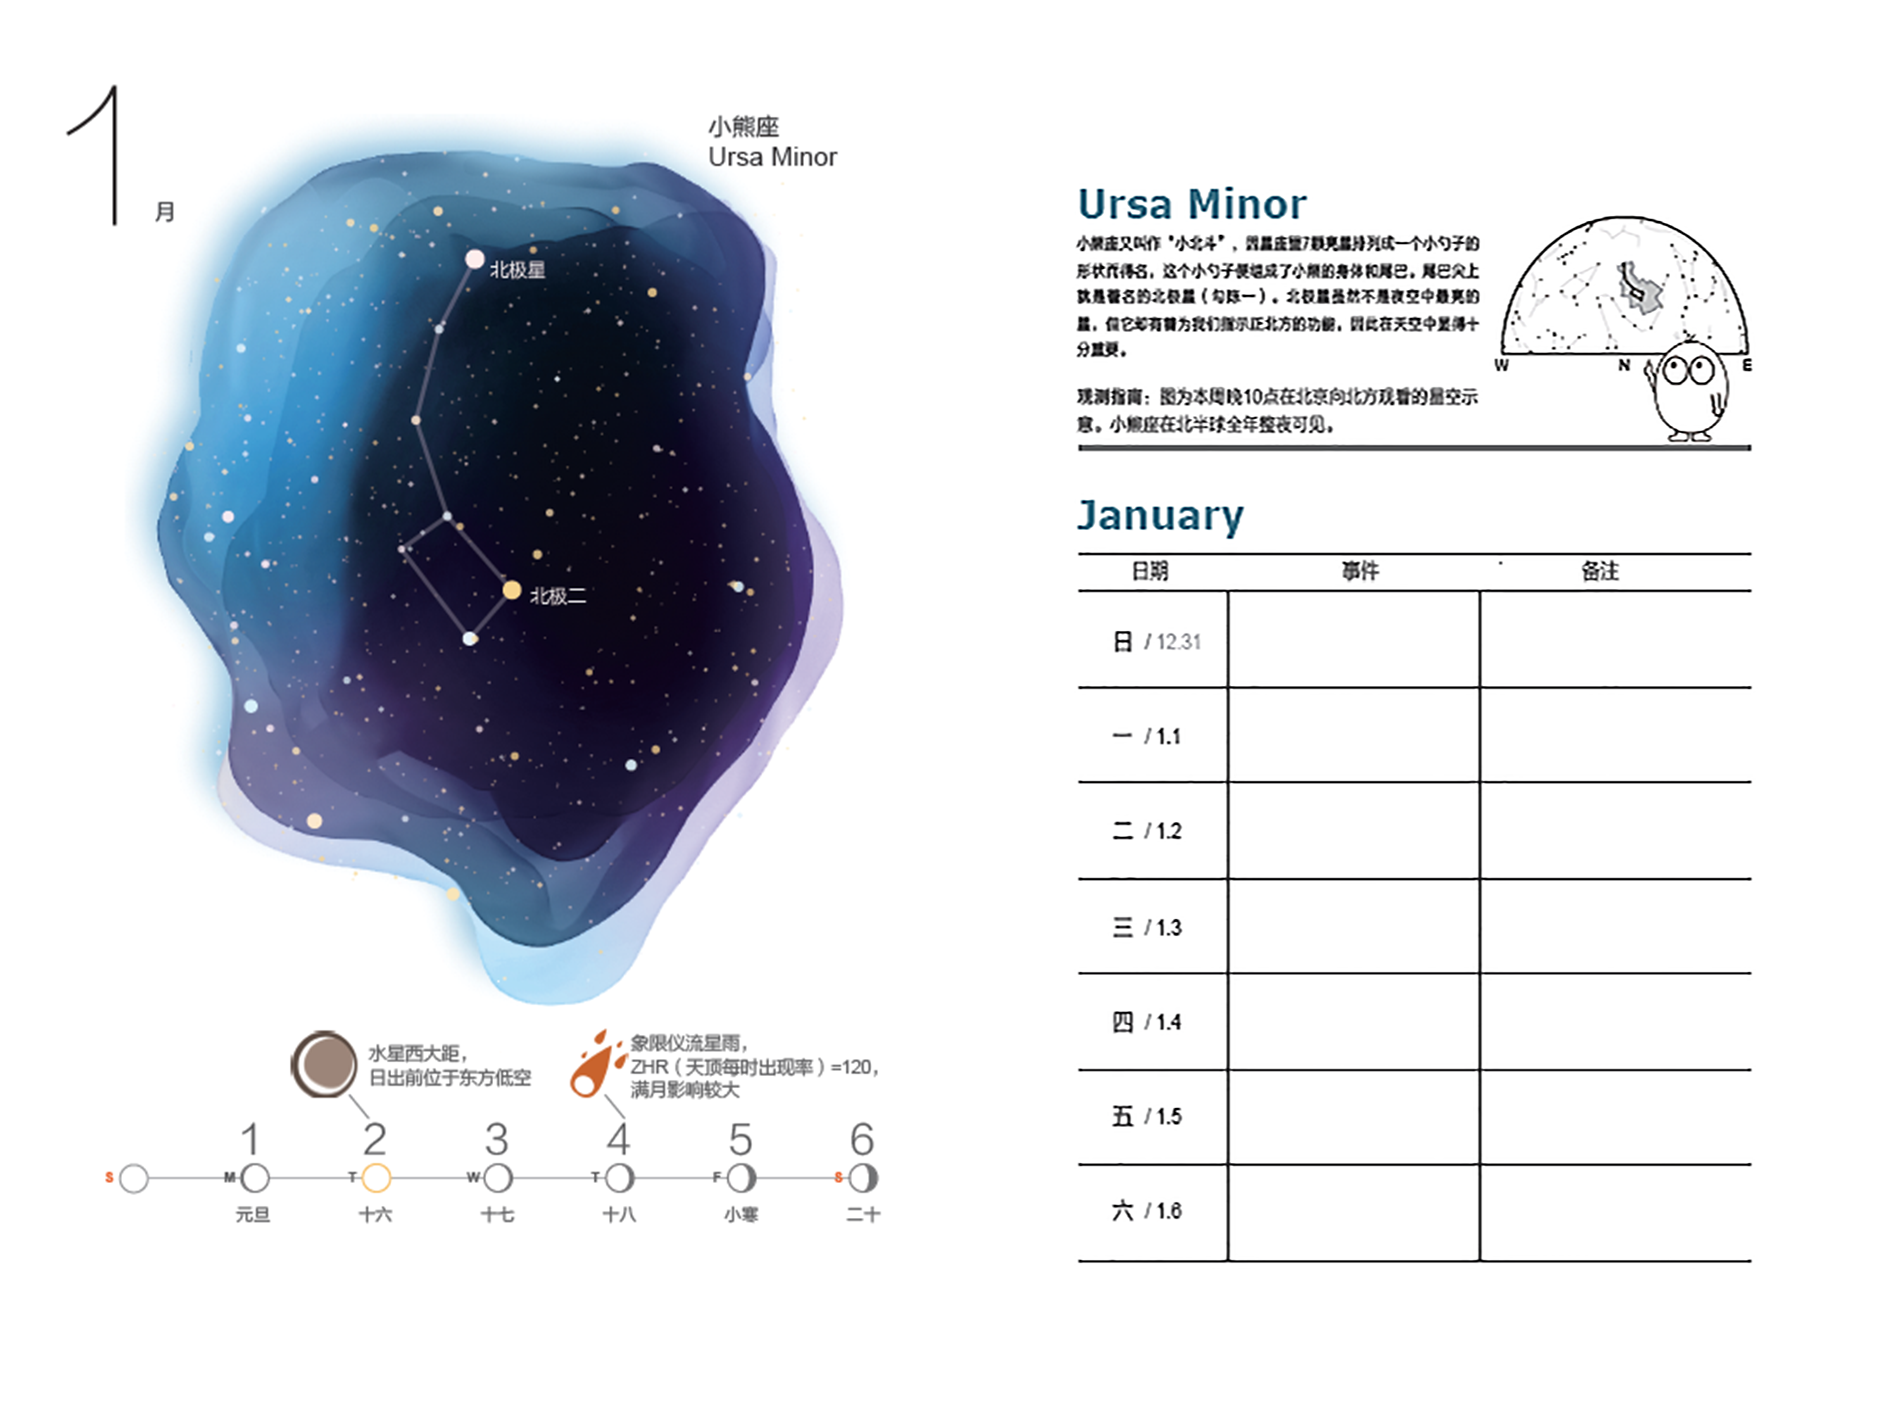 1
月
小熊座
Ursa Minor
北极星
北极二
水星西大距，
日出前位于东方低空
象限仪流星雨，
ZHR（天顶每时出现率）=120，
满月影响较大
1 2 3 4 5 6
S M T W T F S
元旦 十六 十七 十八 小寒 二十
Ursa Minor
小熊座又叫作“小北斗”，因星座里7颗亮星排列成一个小勺子的
形状而得名，这个小勺子便组成了小熊的身体和尾巴。尾巴尖上
就是著名的北极星（勾陈一）。北极星虽然不是夜空中最亮的
星，但它却有着为我们指示正北方的功能，因此在天空中显得十
分重要。
观测指南：图为本周晚10点在北京向北方观看的星空示
意。小熊座在北半球全年整夜可见。
W N E
January
日期 事件 备注
日 / 12.31
一 / 1.1
二 / 1.2
三 / 1.3
四 / 1.4
五 / 1.5
六 / 1.6